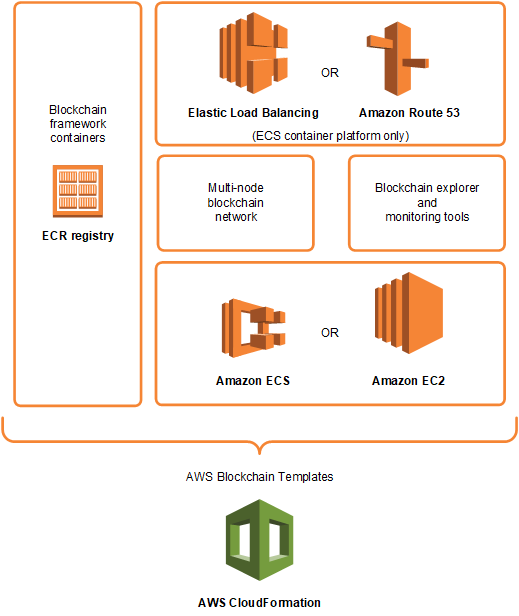 Blockchain
framework
containers
ECR registry
OR
Elastic Load Balancing
Amazon Route 53
(ECS container platform only)
Multi-node
blockchain
network
Blockchain explorer
and
monitoring tools
OR
Amazon ECS
Amazon EC2
AWS Blockchain Templates
AWS CloudFormation